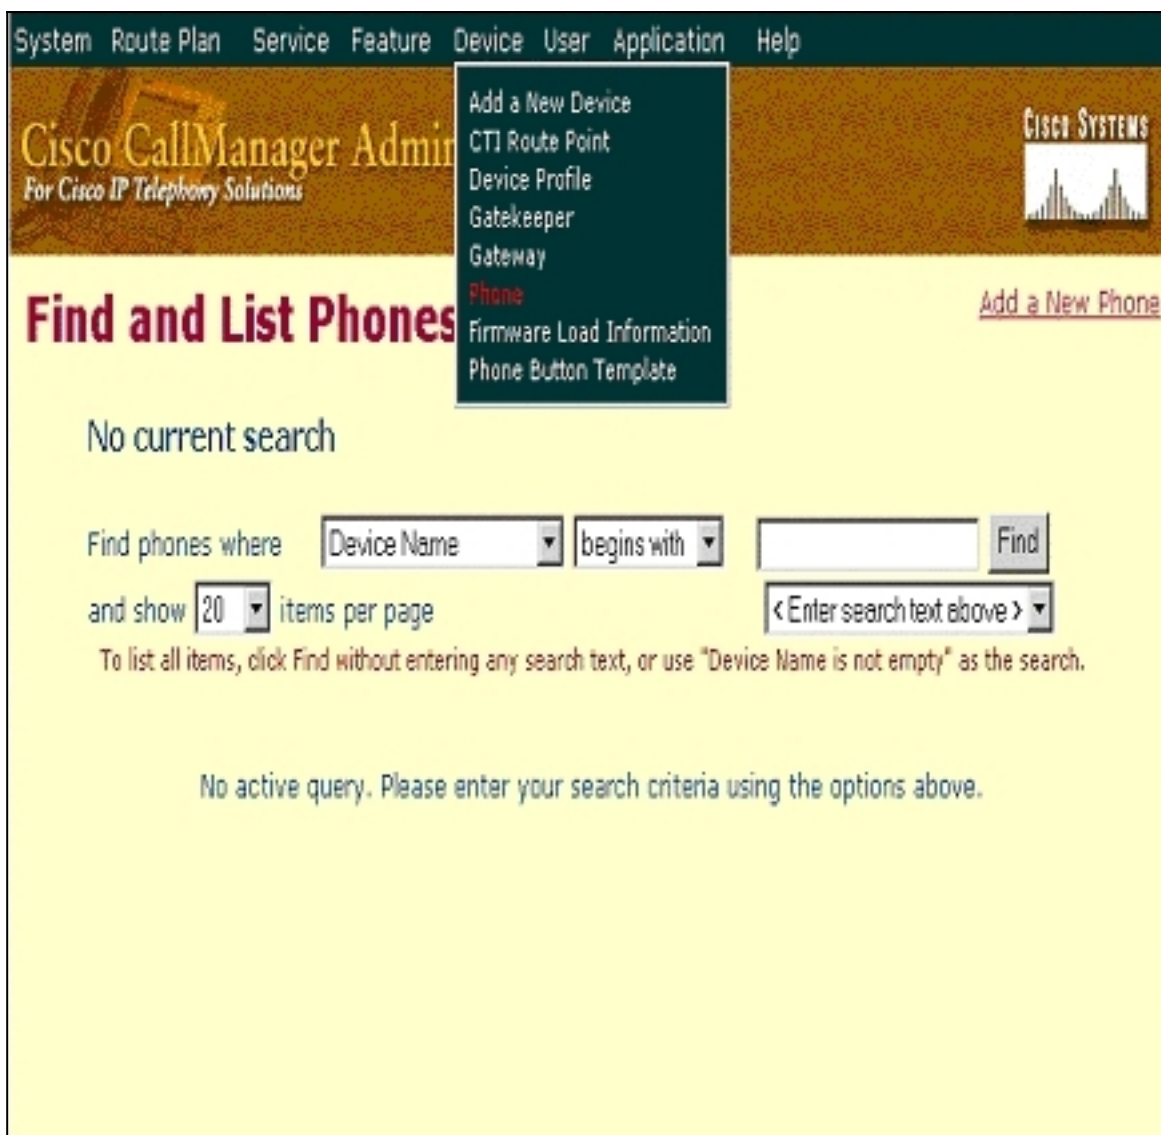 System Route Plan Service Feature Device User Application Help
Add a New Device
CTI Route Point
Device Profile
Gatekeeper
Gateway
Phone
Firmware Load Information
Phone Button Template
Cisco CallManager Admin
For Cisco IP Telephony Solutions
CISCO SYSTEMS
Find and List Phones
Add a New Phone
No current search
Find phones where Device Name begins with Find
and show 20 items per page < Enter search text above >
To list all items, click Find without entering any search text, or use "Device Name is not empty" as the search.
No active query. Please enter your search criteria using the options above.